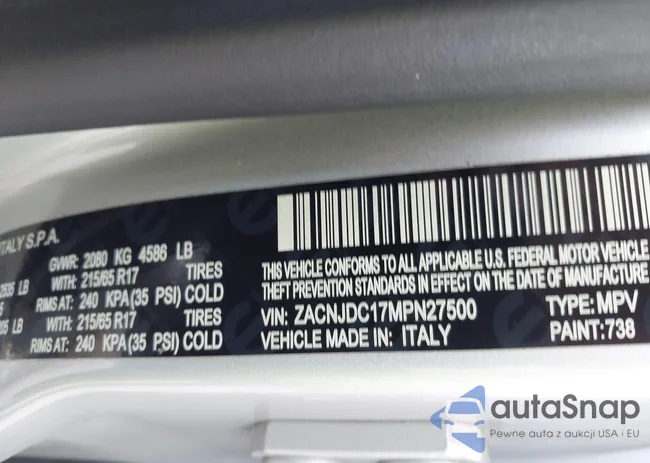 ITALY S.P.A.
GVWR: 2080 KG 4586 LB
WITH: 215/65 R17 TIRES
RIMS AT: 240 KPA(35 PSI) COLD
LB WITH: 215/65 R17 TIRES
RIMS AT: 240 KPA(35 PSI) COLD
THIS VEHICLE CONFORMS TO ALL APPLICABLE U.S. FEDERAL MOTOR VEHICLE
EFFECT ON THE DATE OF
THEFT PREVENTION STANDARDS IN
VIN: ZACNJDC17MPN27500 TYPE: MPV
VEHICLE MADE IN: ITALY PAINT: 738
autaSnap
Pewne auta z aukcji USA i EU